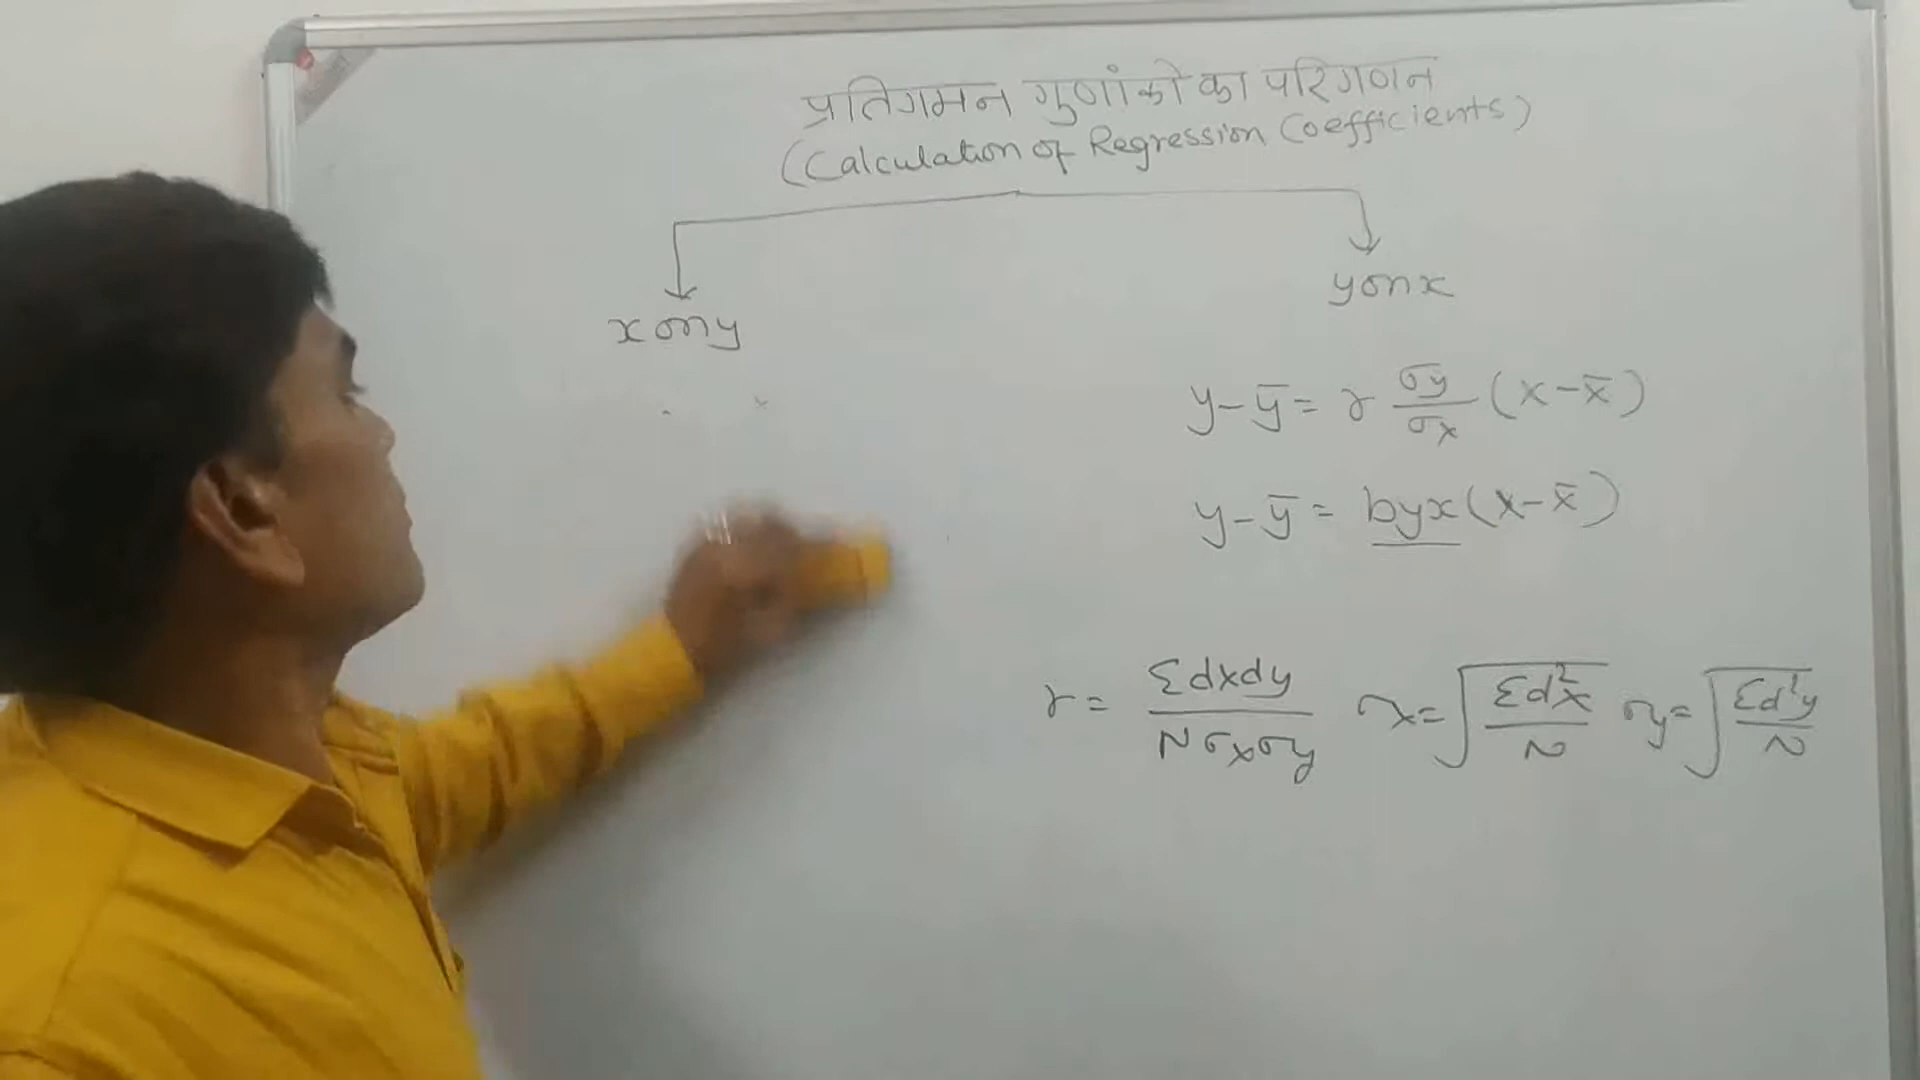 प्रतिगमन गुणांको का परिगणन
(Calculation of Regression Coefficients)
x on y
y on x
y-ȳ = r σy/σx (x-x̄)
y-ȳ = byx (x-x̄)
r = Σdxdy/Nσxσy σx = √(Σd²x/N) σy = √(Σd²y/N)